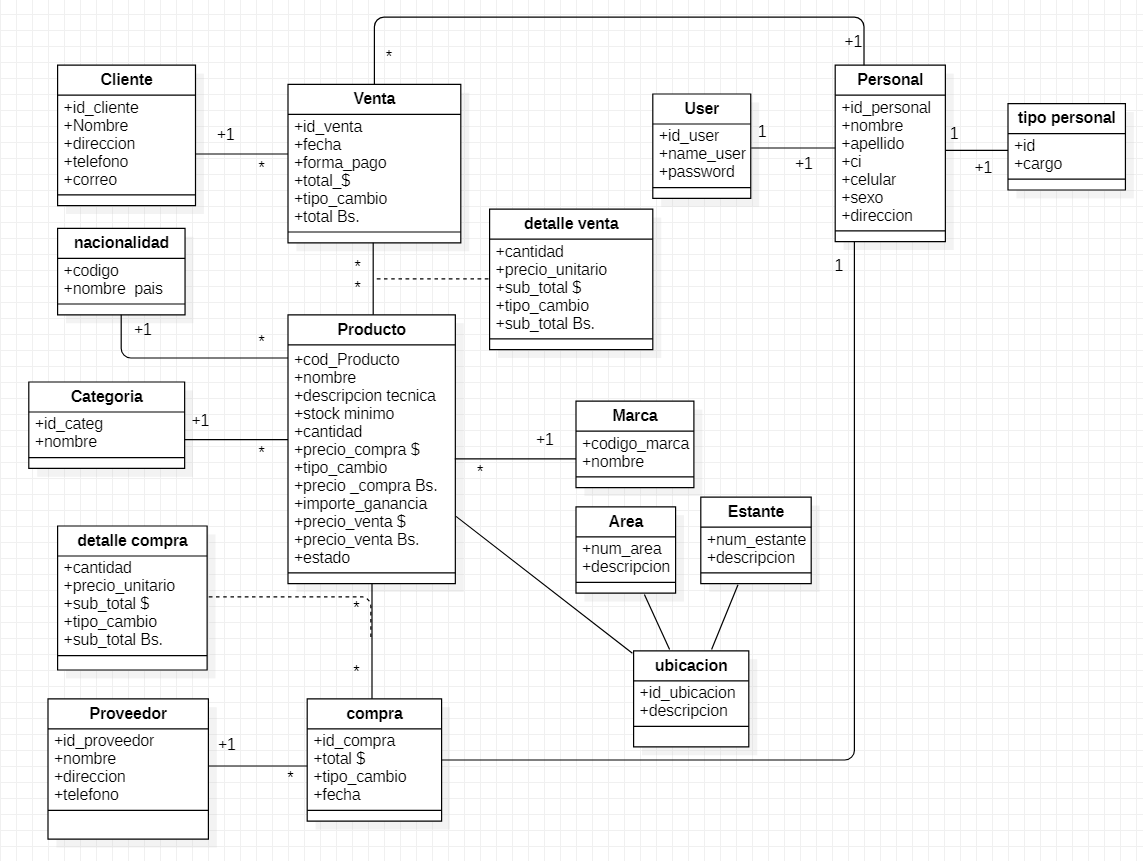 *
+1
Cliente
+id_cliente
+Nombre
+direccion
+telefono
+correo
+1
*
Venta
+id_venta
+fecha
+forma_pago
+total_$
+tipo_cambio
+total Bs.
User
+id_user
+name_user
+password
1
+1
Personal
+id_personal
+nombre
+apellido
+ci
+celular
+sexo
+direccion
1
+1
tipo personal
+id
+cargo
nacionalidad
+codigo
+nombre pais
+1
*
*
*
detalle venta
+cantidad
+precio_unitario
+sub_total $
+tipo_cambio
+sub_total Bs.
1
Producto
+cod_Producto
+nombre
+descripcion tecnica
+stock minimo
+cantidad
+precio_compra $
+tipo_cambio
+precio _compra Bs.
+importe_ganancia
+precio_venta $
+precio_venta Bs.
+estado
Categoria
+id_categ
+nombre
+1
*
+1
*
Marca
+codigo_marca
+nombre
Area
+num_area
+descripcion
Estante
+num_estante
+descripcion
detalle compra
+cantidad
+precio_unitario
+sub_total $
+tipo_cambio
+sub_total Bs.
*
*
ubicacion
+id_ubicacion
+descripcion
Proveedor
+id_proveedor
+nombre
+direccion
+telefono
+1
*
compra
+id_compra
+total $
+tipo_cambio
+fecha